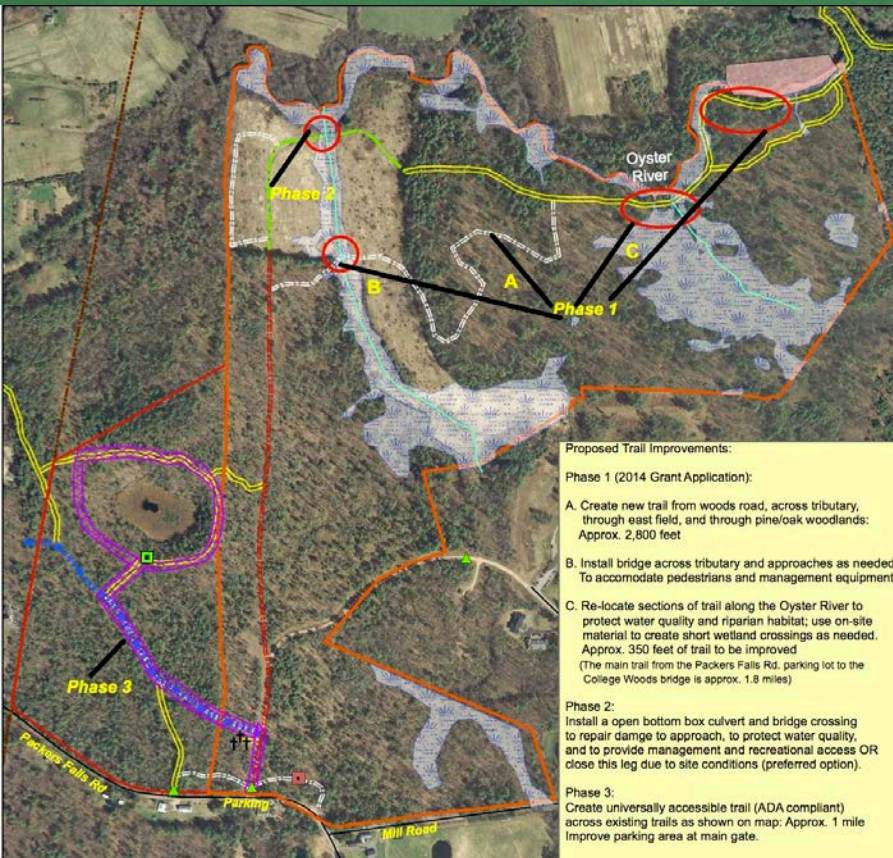 Oyster
River
Phase 2
C
A
B
Phase 1
Phase 3
Packers Falls Rd
Parking
Mill Road
Proposed Trail Improvements:
Phase 1 (2014 Grant Application):
A. Create new trail from woods road, across tributary,
through east field, and through pine/oak woodlands:
Approx. 2,800 feet
B. Install bridge across tributary and approaches as needed
To accomodate pedestrians and management equipment
C. Re-locate sections of trail along the Oyster River to
protect water quality and riparian habitat; use on-site
material to create short wetland crossings as needed.
Approx. 350 feet of trail to be improved
(The main trail from the Packers Falls Rd. parking lot to the
College Woods bridge is approx. 1.8 miles)
Phase 2:
Install a open bottom box culvert and bridge crossing
to repair damge to approach, to protect water quality,
and to provide management and recreational access OR
close this leg due to site conditions (preferred option).
Phase 3:
Create universally accessible trail (ADA compliant)
across existing trails as shown on map: Approx. 1 mile
Improve parking area at main gate.